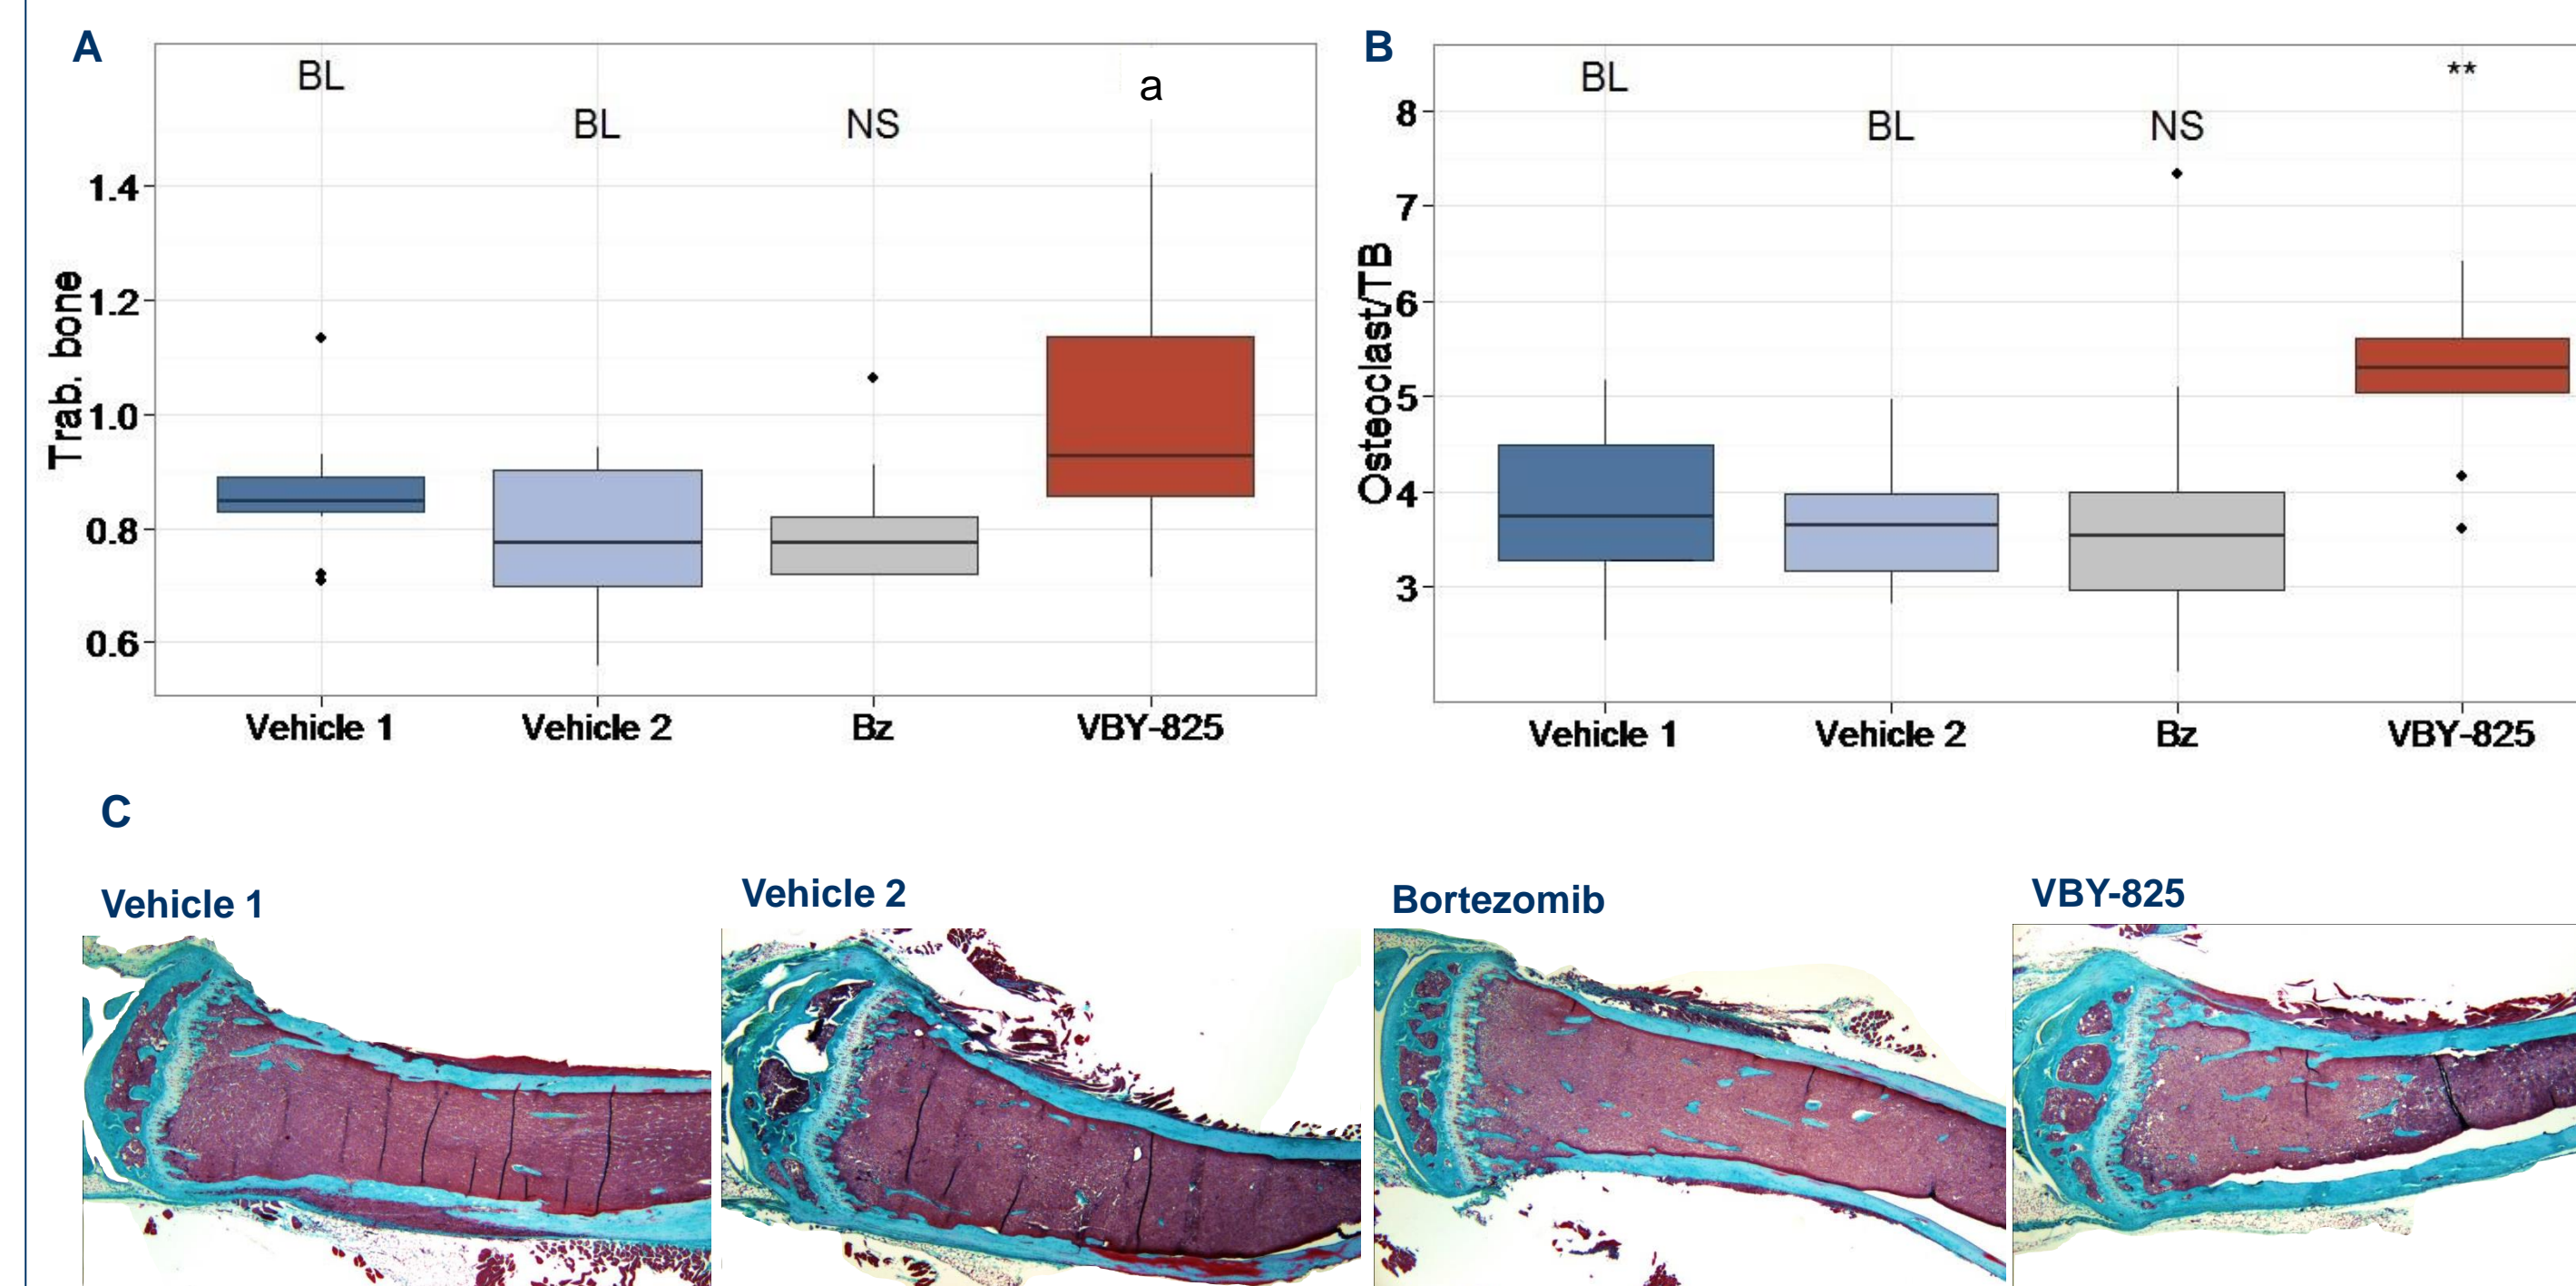 A
BL
BL
NS
a
Trab. bone
1.4
1.2
1.0
0.8
0.6
Vehicle 1
Vehicle 2
Bz
VBY-825
B
BL
BL
NS
**
Osteoclast/TB
8
7
6
5
4
3
Vehicle 1
Vehicle 2
Bz
VBY-825
C
Vehicle 1
Vehicle 2
Bortezomib
VBY-825